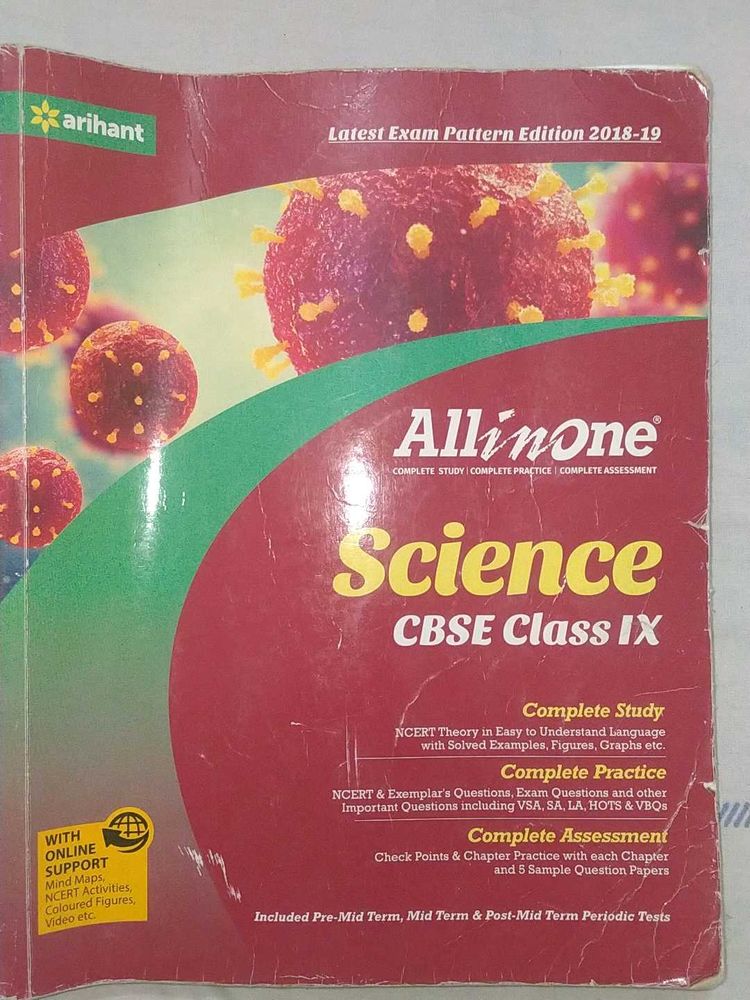 arihant
Latest Exam Pattern Edition 2018-19
All in One®
COMPLETE STUDY | COMPLETE PRACTICE | COMPLETE ASSESSMENT
Science
CBSE Class IX
Complete Study
NCERT Theory in Easy to Understand Language
with Solved Examples, Figures, Graphs etc.
Complete Practice
NCERT & Exemplar's Questions, Exam Questions and other
Important Questions including VSA, SA, LA, HOTS & VBQs
Complete Assessment
Check Points & Chapter Practice with each Chapter
and 5 Sample Question Papers
WITH
ONLINE
SUPPORT
Mind Maps,
NCERT Activities,
Coloured Figures,
Video etc.
Included Pre-Mid Term, Mid Term & Post-Mid Term Periodic Tests